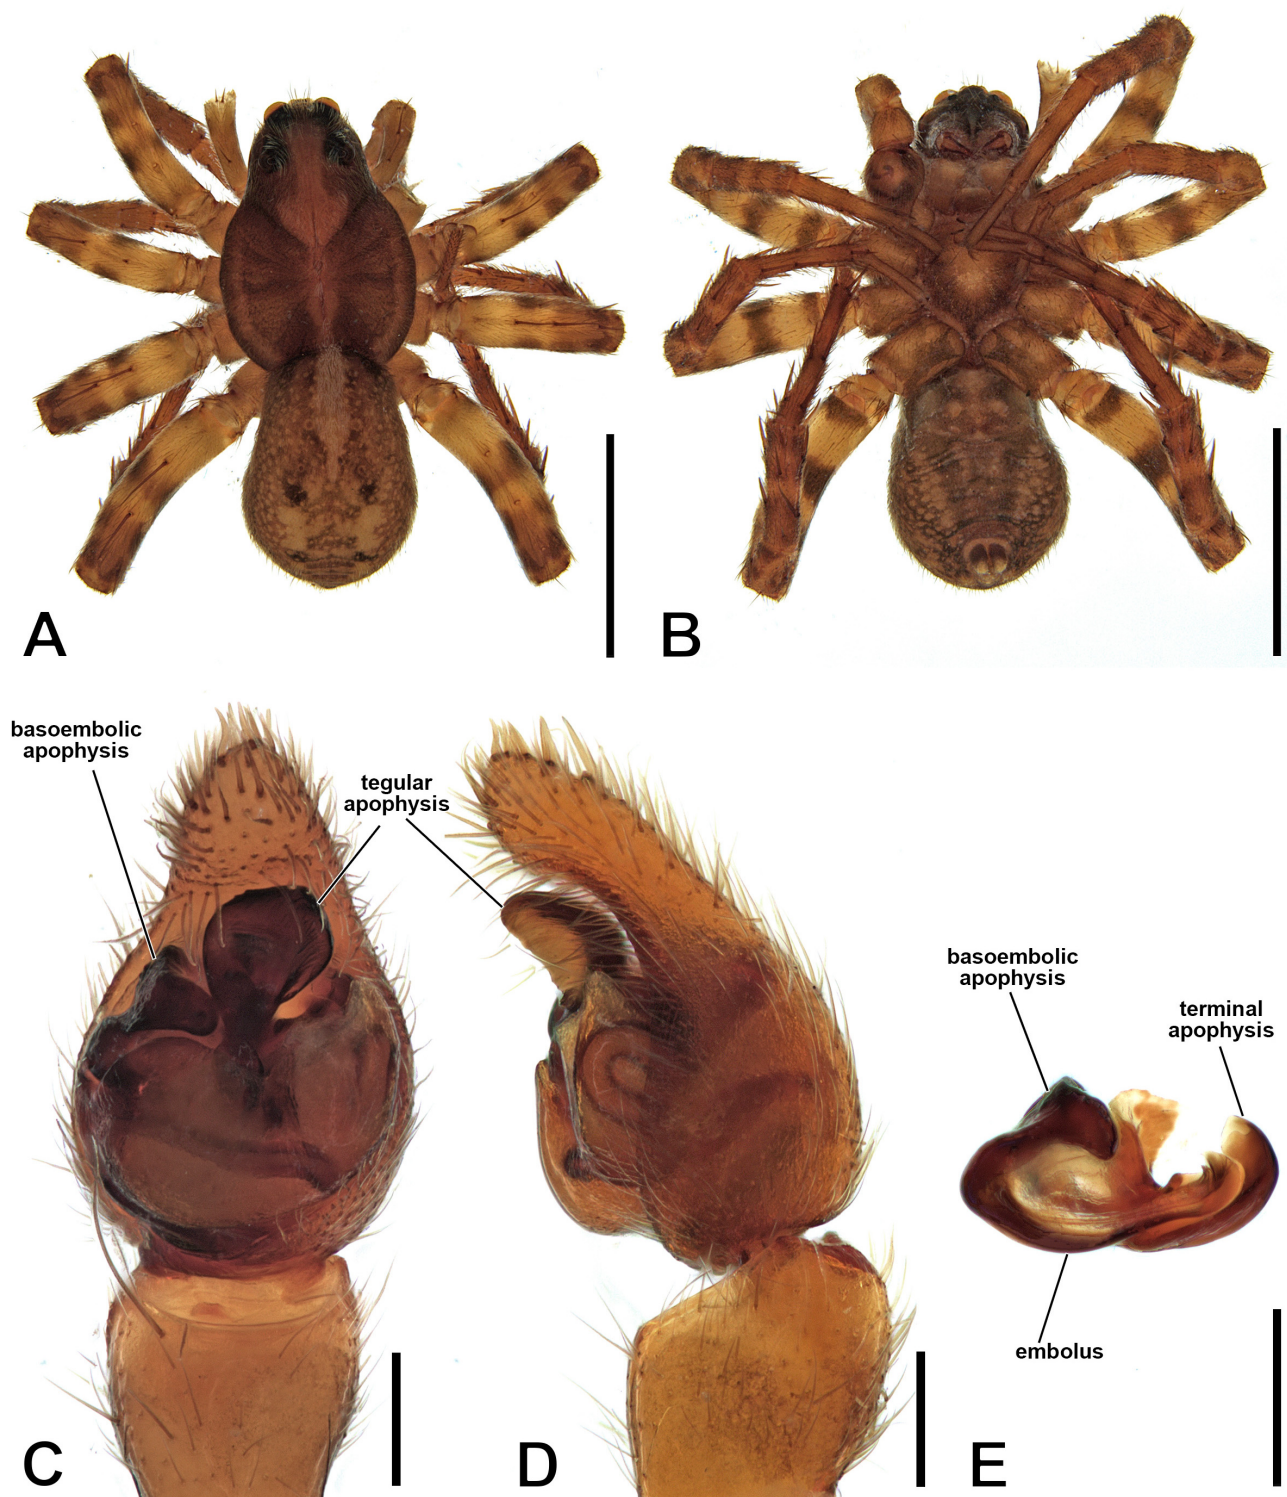 A
B
basoembolic
apophysis
tegular
apophysis
basoembolic
apophysis
terminal
apophysis
embolus
C
D
E